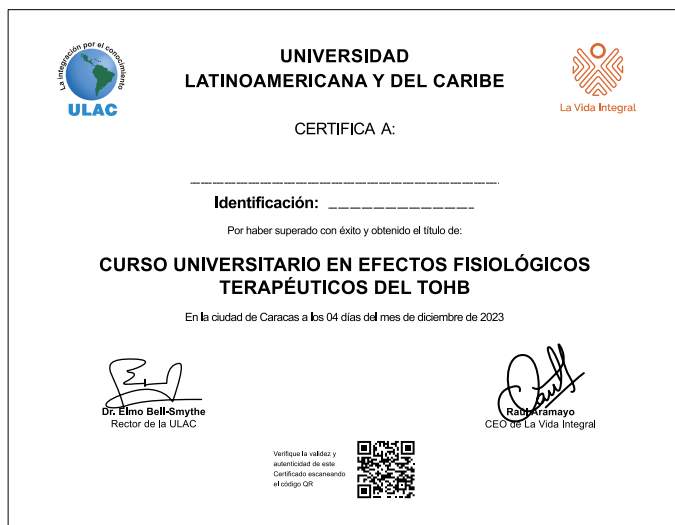 La integración por el conocimiento
ULAC
UNIVERSIDAD
LATINOAMERICANA Y DEL CARIBE
La Vida Integral
CERTIFICA A:
Identificación:
Por haber superado con éxito y obtenido el título de:
CURSO UNIVERSITARIO EN EFECTOS FISIOLÓGICOS
TERAPÉUTICOS DEL TOHB
En la ciudad de Caracas a los 04 días del mes de diciembre de 2023
Dr. Elmo Bell-Smythe
Rector de la ULAC
Raúl Aramayo
CEO de La Vida Integral
Verifique la validez y
autenticidad de este
Certificado escaneando
el código QR